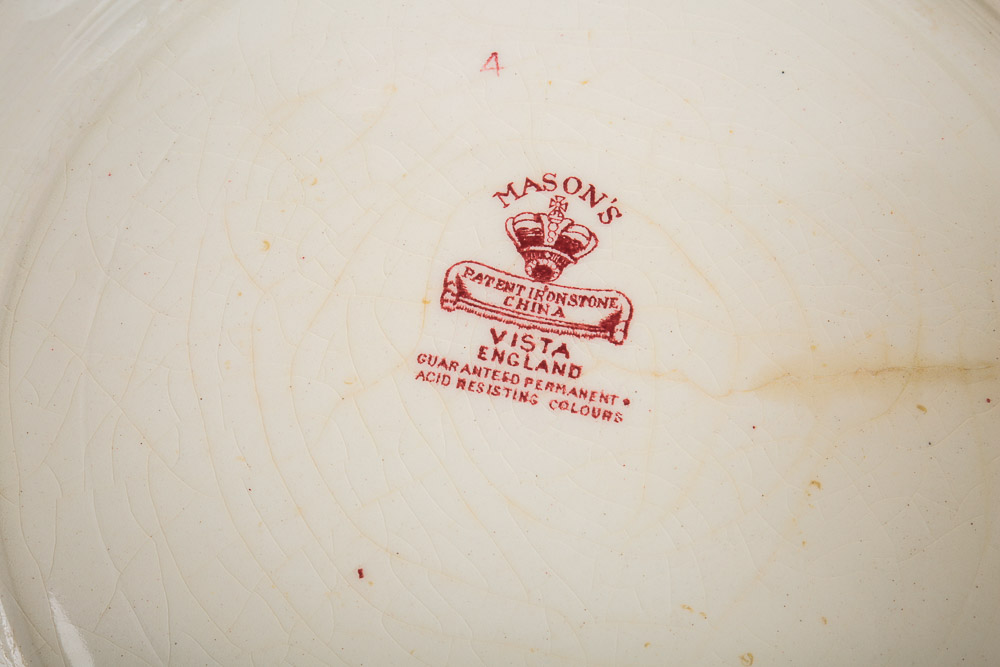 4
MASON'S
PATENT IRONSTONE
CHINA
VISTA
ENGLAND
GUARANTEED PERMANENT •
ACID RESISTING COLOURS